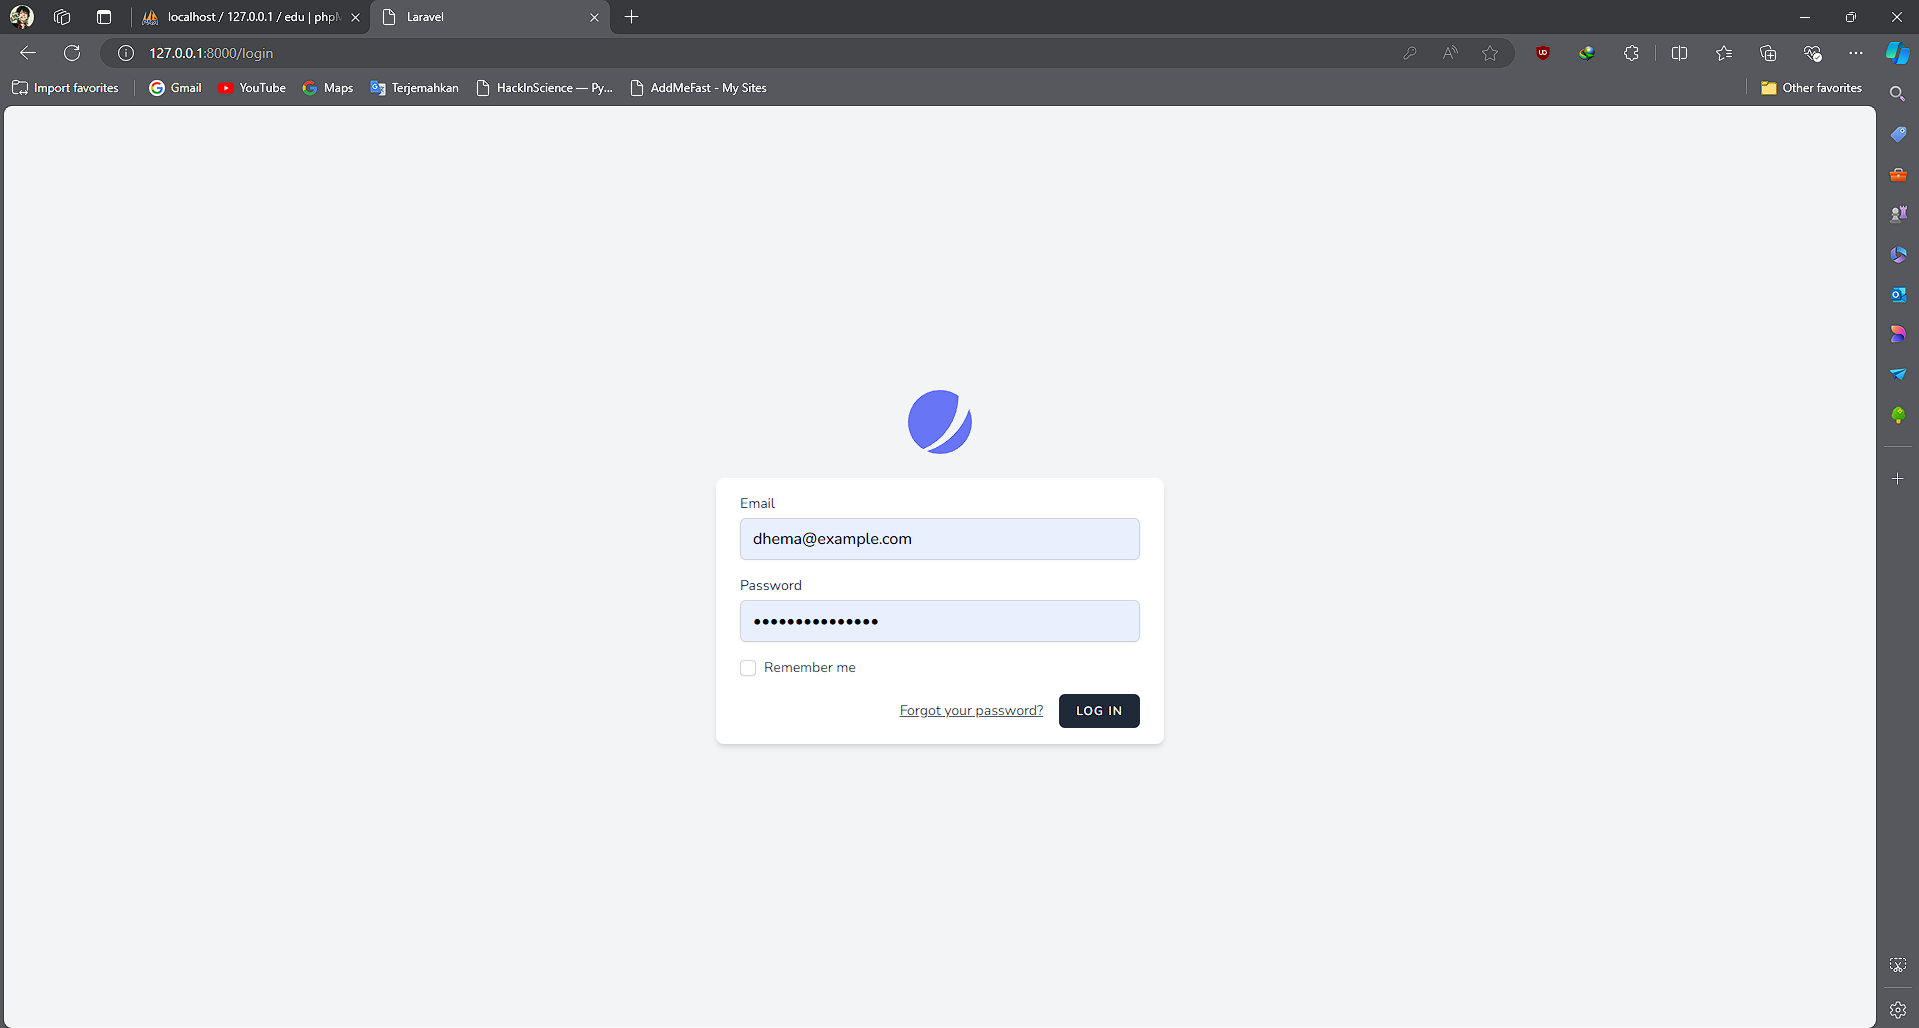 localhost / 127.0.0.1 / edu | phpM
Laravel
127.0.0.1:8000/login
Import favorites
Gmail
YouTube
Maps
Terjemahkan
HackInScience — Py...
AddMeFast - My Sites
Other favorites
Email
dhema@example.com
Password
Remember me
Forgot your password?
LOG IN